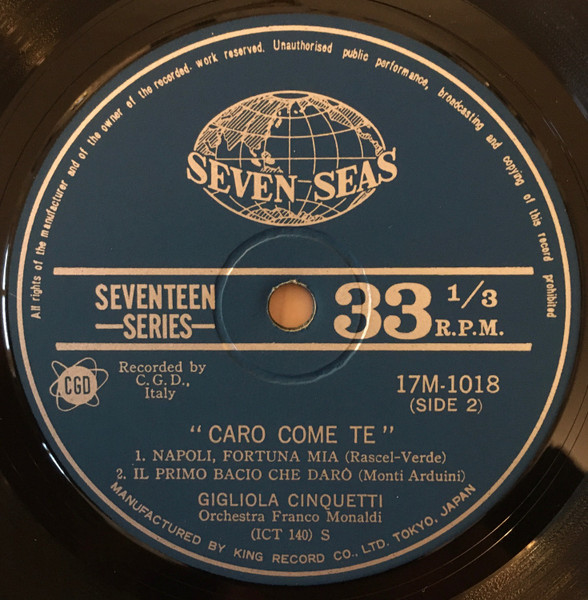 All rights of the manufacturer and of the owner of the recorded work reserved. Unauthorised public performance, broadcasting and copying of this record prohibited
SEVEN SEAS
SEVENTEEN
—SERIES—
33 1/3
R.P.M.
CGD
Recorded by
C.G.D.,
Italy
17M-1018
(SIDE 2)
"CARO COME TE"
1. NAPOLI, FORTUNA MIA (Rascel-Verde)
2. IL PRIMO BACIO CHE DARÒ (Monti Arduini)
GIGLIOLA CINQUETTI
Orchestra Franco Monaldi
(ICT 140) S
MANUFACTURED BY KING RECORD CO., LTD. TOKYO, JAPAN